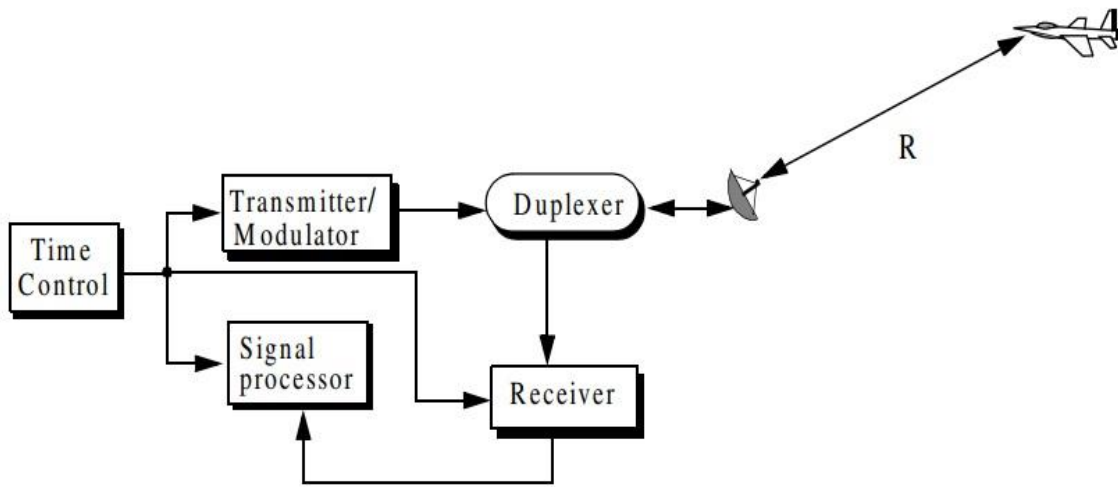 R
Transmitter/
Modulator
Duplexer
Time
Control
Signal
processor
Receiver